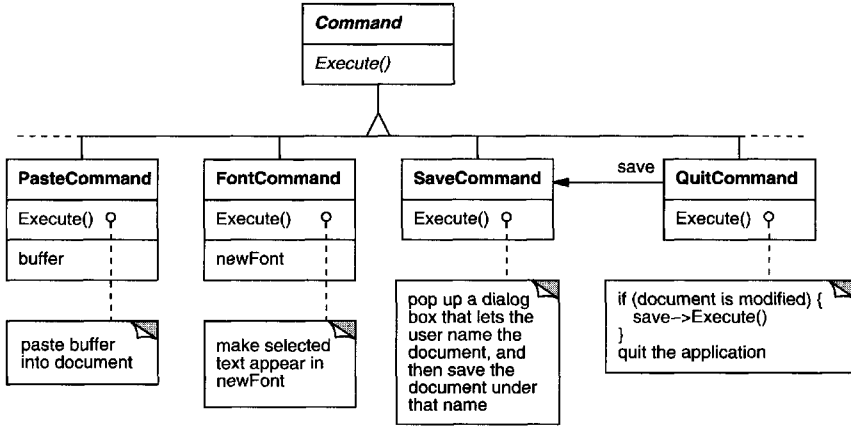 Command
Execute()
PasteCommand
Execute()
buffer
paste buffer
into document
FontCommand
Execute()
newFont
make selected
text appear in
newFont
SaveCommand
Execute()
pop up a dialog
box that lets the
user name the
document, and
then save the
document under
that name
save
QuitCommand
Execute()
if (document is modified) {
save–>Execute()
}
quit the application